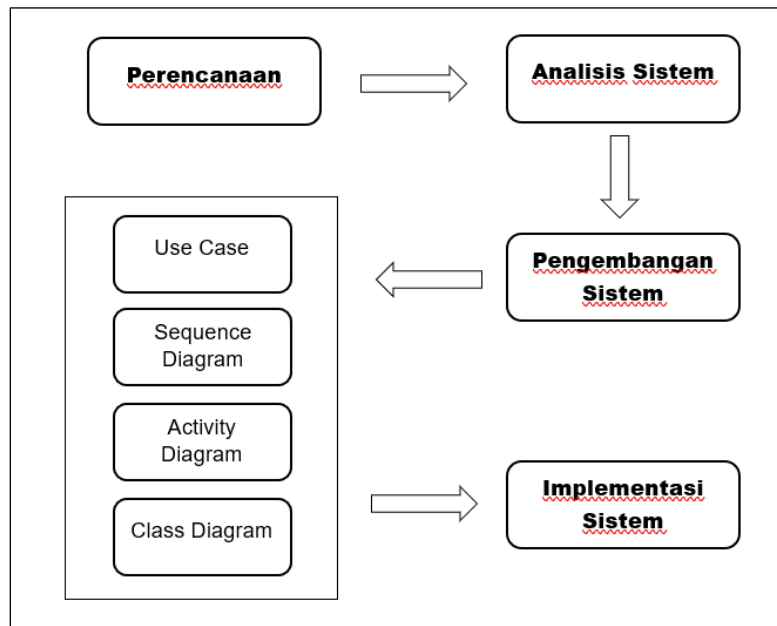 Perencanaan
Analisis Sistem
Use Case
Pengembangan
Sistem
Sequence
Diagram
Activity
Diagram
Class Diagram
Implementasi
Sistem